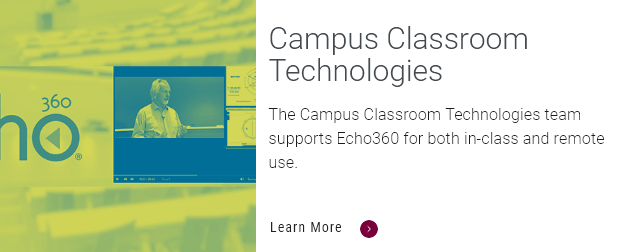 360
ho®
Campus Classroom
Technologies
The Campus Classroom Technologies team
supports Echo360 for both in-class and remote
use.
Learn More